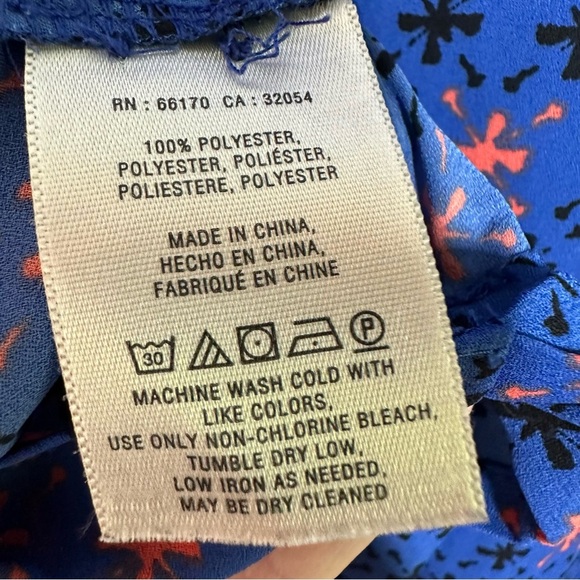 RN : 66170 CA : 32054
100% POLYESTER,
POLYESTER, POLIÉSTER,
POLIESTERE, POLYESTER
MADE IN CHINA,
HECHO EN CHINA,
FABRIQUÉ EN CHINE
30 P
MACHINE WASH COLD WITH
LIKE COLORS,
USE ONLY NON-CHLORINE BLEACH,
TUMBLE DRY LOW,
LOW IRON AS NEEDED,
MAY BE DRY CLEANED